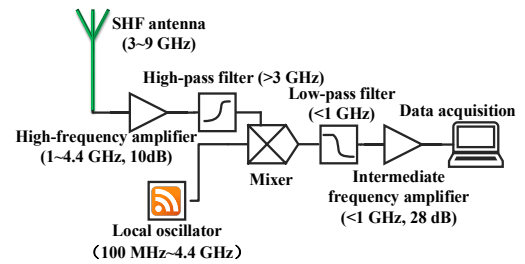 SHF antenna
(3~9 GHz)
High-pass filter (>3 GHz)
Low-pass filter
(<1 GHz)
Data acquisition
High-frequency amplifier
(1~4.4 GHz, 10dB)
Mixer
Intermediate
frequency amplifier
(<1 GHz, 28 dB)
Local oscillator
（100 MHz~4.4 GHz）